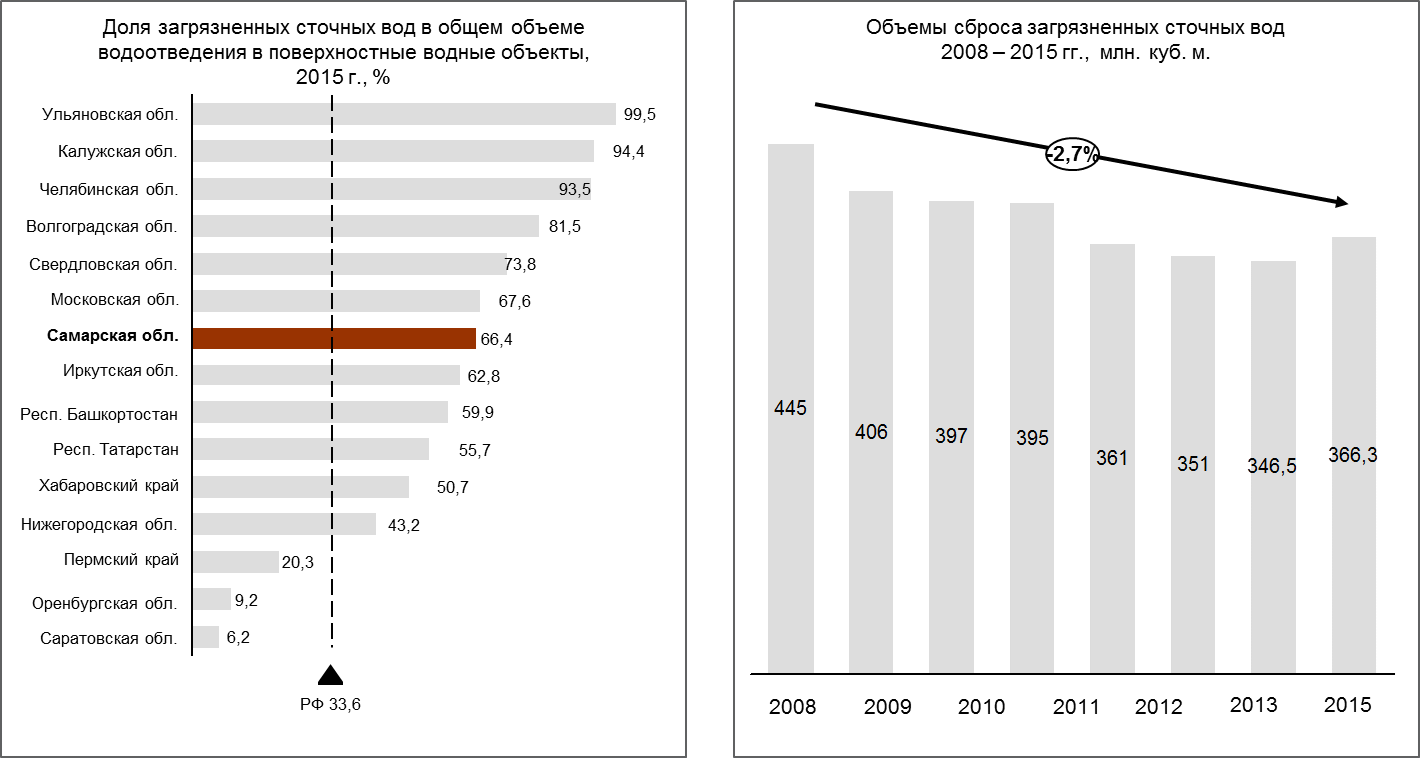 Доля загрязненных сточных вод в общем объеме
водоотведения в поверхностные водные объекты,
2015 г., %
Ульяновская обл. 99,5
Калужская обл. 94,4
Челябинская обл. 93,5
Волгоградская обл. 81,5
Свердловская обл. 73,8
Московская обл. 67,6
Самарская обл. 66,4
Иркутская обл. 62,8
Респ. Башкортостан 59,9
Респ. Татарстан 55,7
Хабаровский край 50,7
Нижегородская обл. 43,2
Пермский край 20,3
Оренбургская обл. 9,2
Саратовская обл. 6,2
РФ 33,6
Объемы сброса загрязненных сточных вод
2008 – 2015 гг., млн. куб. м.
-2,7%
445 406 397 395 361 351 346,5 366,3
2008 2009 2010 2011 2012 2013 2015